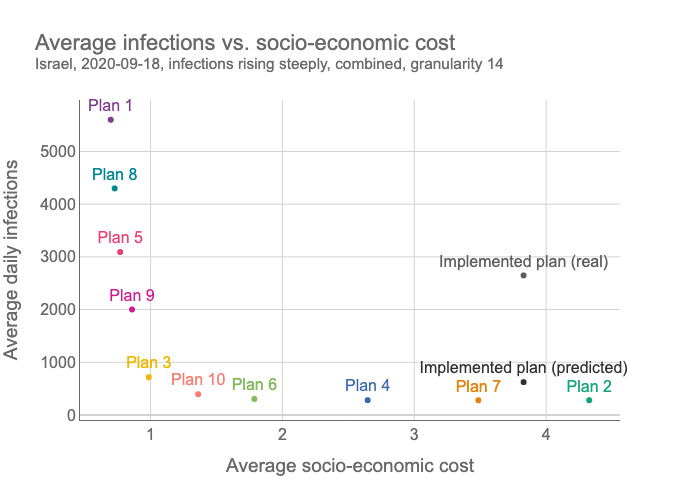 Average infections vs. socio-economic cost
Israel, 2020-09-18, infections rising steeply, combined, granularity 14
Plan 1
5000
Plan 8
4000
Plan 5
3000
Implemented plan (real)
Plan 9
2000
1000
Plan 3
Implemented plan (predicted)
Plan 10
Plan 6
Plan 4
Plan 7
Plan 2
0
1
2
3
4
Average daily infections
Average socio-economic cost